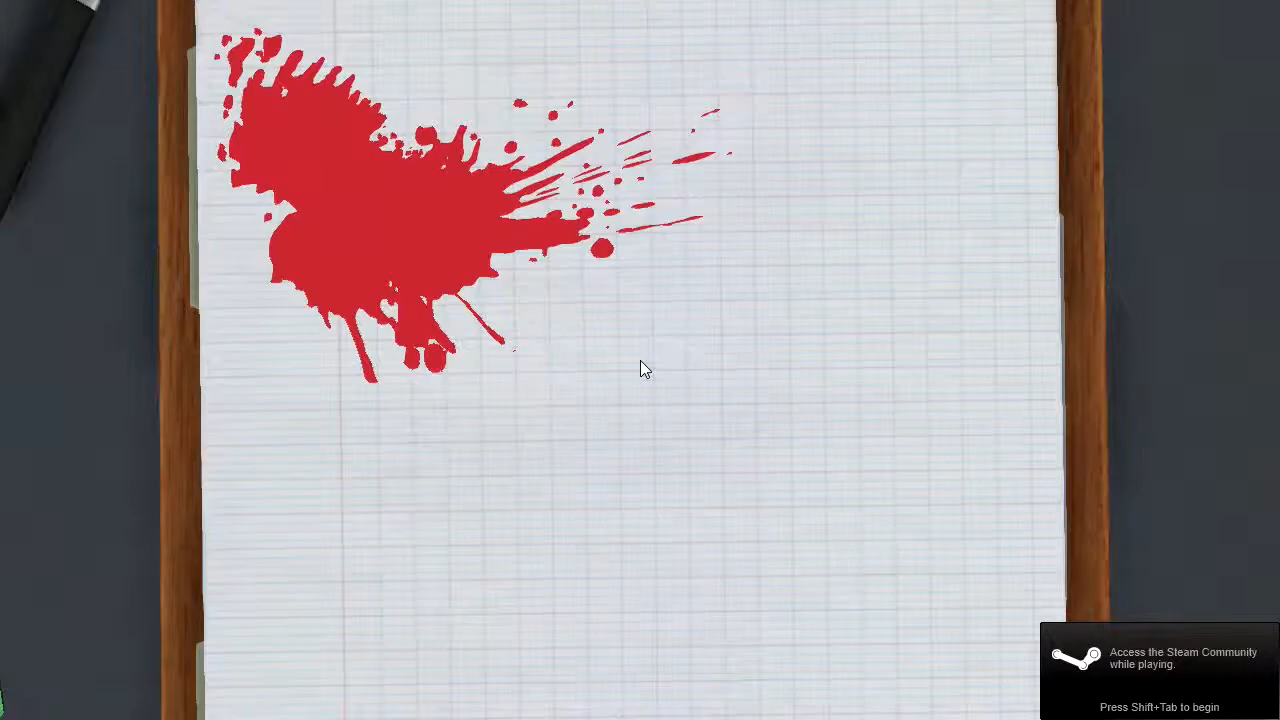 Access the Steam Community
while playing.
Press Shift+Tab to begin